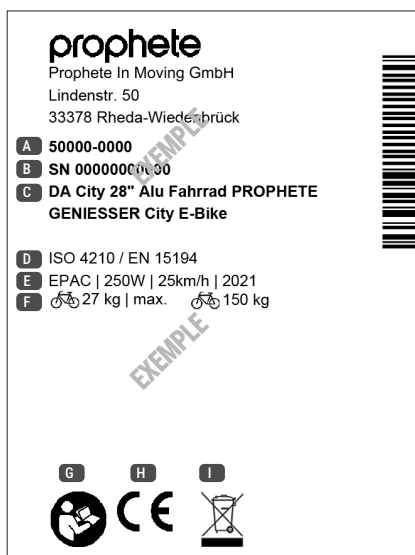 prophete
Prophete In Moving GmbH
Lindenstr. 50
33378 Rheda-Wiedenbrück
A 50000-0000
B SN 00000000000
C DA City 28" Alu Fahrrad PROPHETE
GENIESSER City E-Bike
EXEMPLE
D ISO 4210 / EN 15194
E EPAC | 250W | 25km/h | 2021
F 27 kg | max. 150 kg
EXEMPLE
G H I
CE